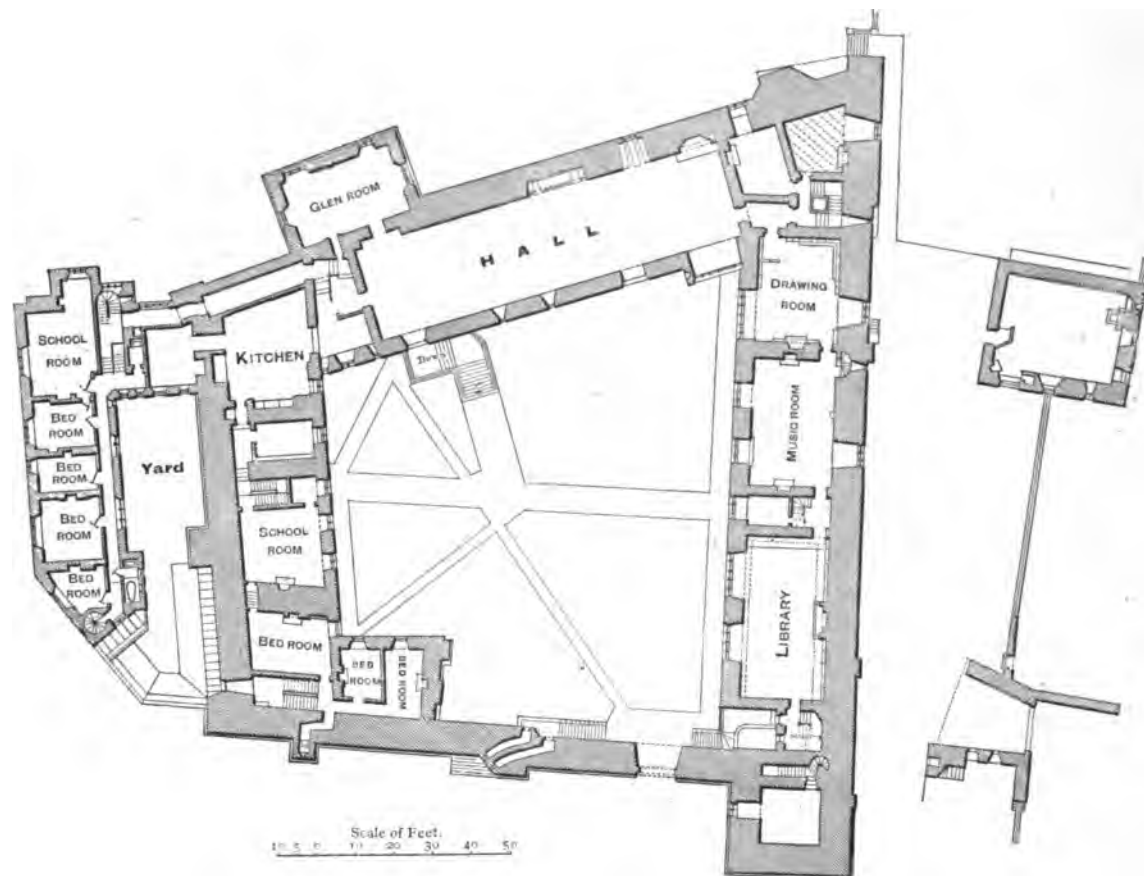 GLEN ROOM
HALL
DRAWING
ROOM
SCHOOL
ROOM
KITCHEN
MUSIC ROOM
BED
ROOM
BED
ROOM
Yard
BED
ROOM
SCHOOL
ROOM
BED
ROOM
LIBRARY
BED ROOM
BED
ROOM
BED ROOM
Scale of Feet.
10 5 0 10 20 30 40 50